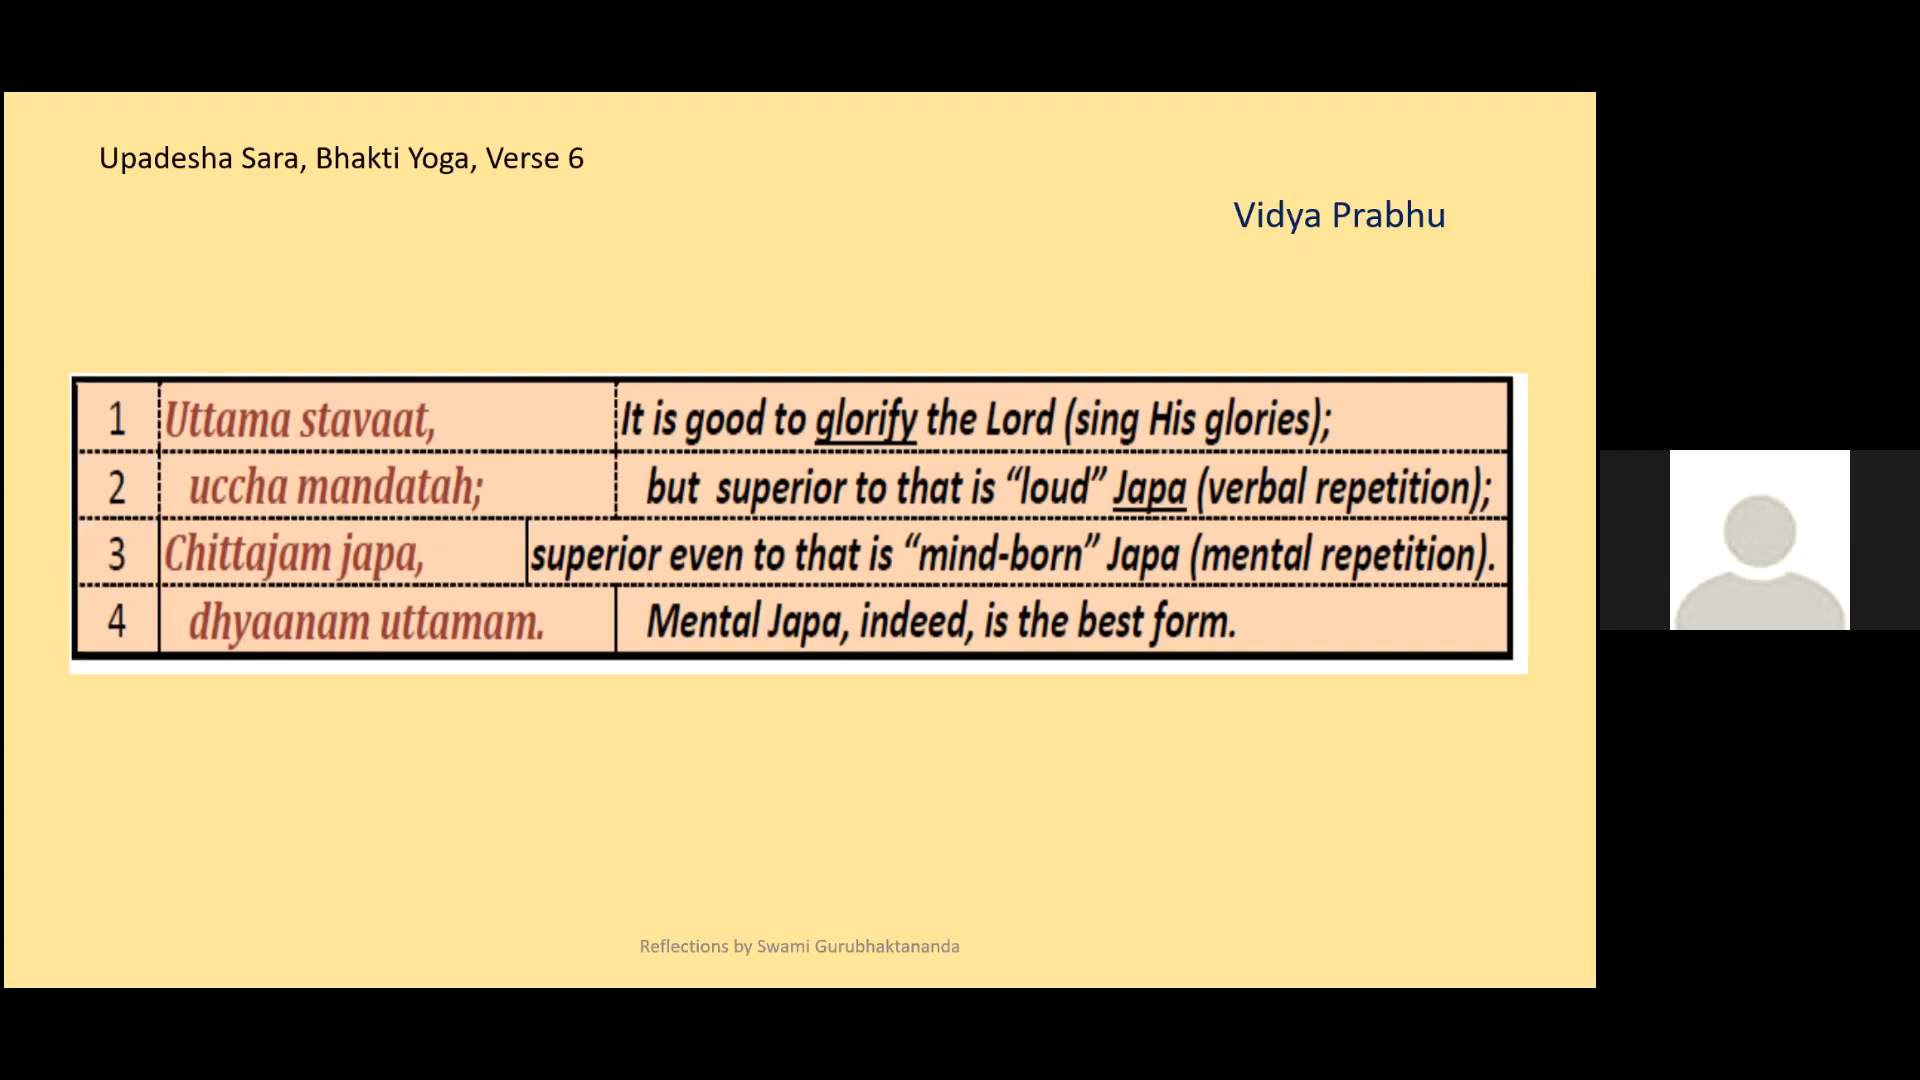 Upadesha Sara, Bhakti Yoga, Verse 6
Vidya Prabhu
1 Uttama stavaat, It is good to glorify the Lord (sing His glories);
2 uccha mandatah; but superior to that is “loud” Japa (verbal repetition);
3 Chittajam japa, superior even to that is “mind-born” Japa (mental repetition).
4 dhyaanam uttamam. Mental Japa, indeed, is the best form.
Reflections by Swami Gurubhaktananda